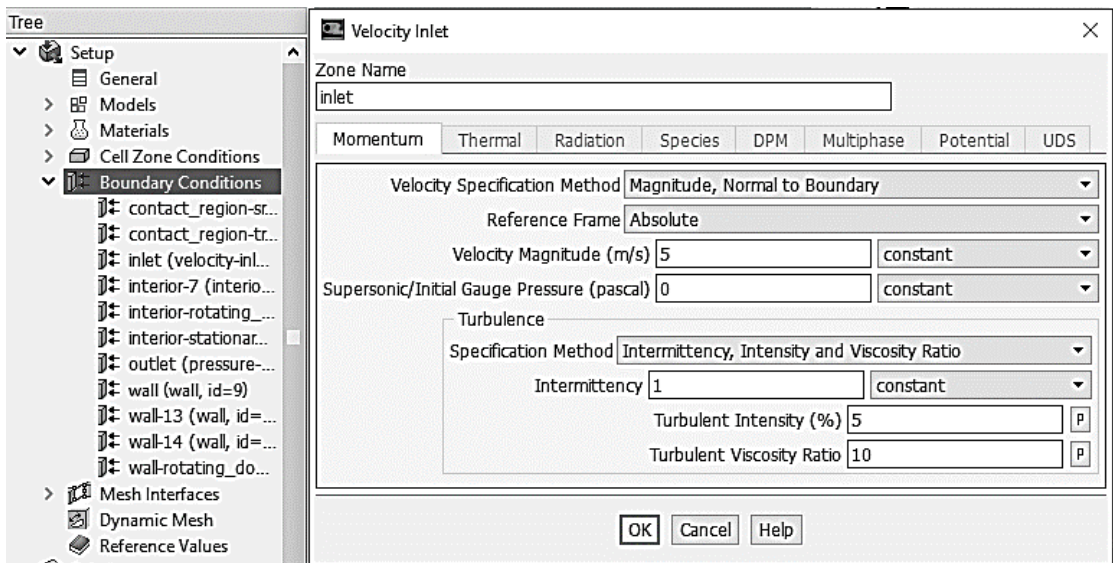 Tree
Setup
General
Models
Materials
Cell Zone Conditions
Boundary Conditions
contact_region-sr...
contact_region-tr...
inlet (velocity-inl...
interior-7 (interio...
interior-rotating_...
interior-stationar...
outlet (pressure-...
wall (wall, id=9)
wall-13 (wall, id=...
wall-14 (wall, id=...
wall-rotating_do...
Mesh Interfaces
Dynamic Mesh
Reference Values
Velocity Inlet
Zone Name
inlet
Momentum Thermal Radiation Species DPM Multiphase Potential UDS
Velocity Specification Method Magnitude, Normal to Boundary
Reference Frame Absolute
Velocity Magnitude (m/s) 5 constant
Supersonic/Initial Gauge Pressure (pascal) 0 constant
Turbulence
Specification Method Intermittency, Intensity and Viscosity Ratio
Intermittency 1 constant
Turbulent Intensity (%) 5 P
Turbulent Viscosity Ratio 10 P
OK Cancel Help